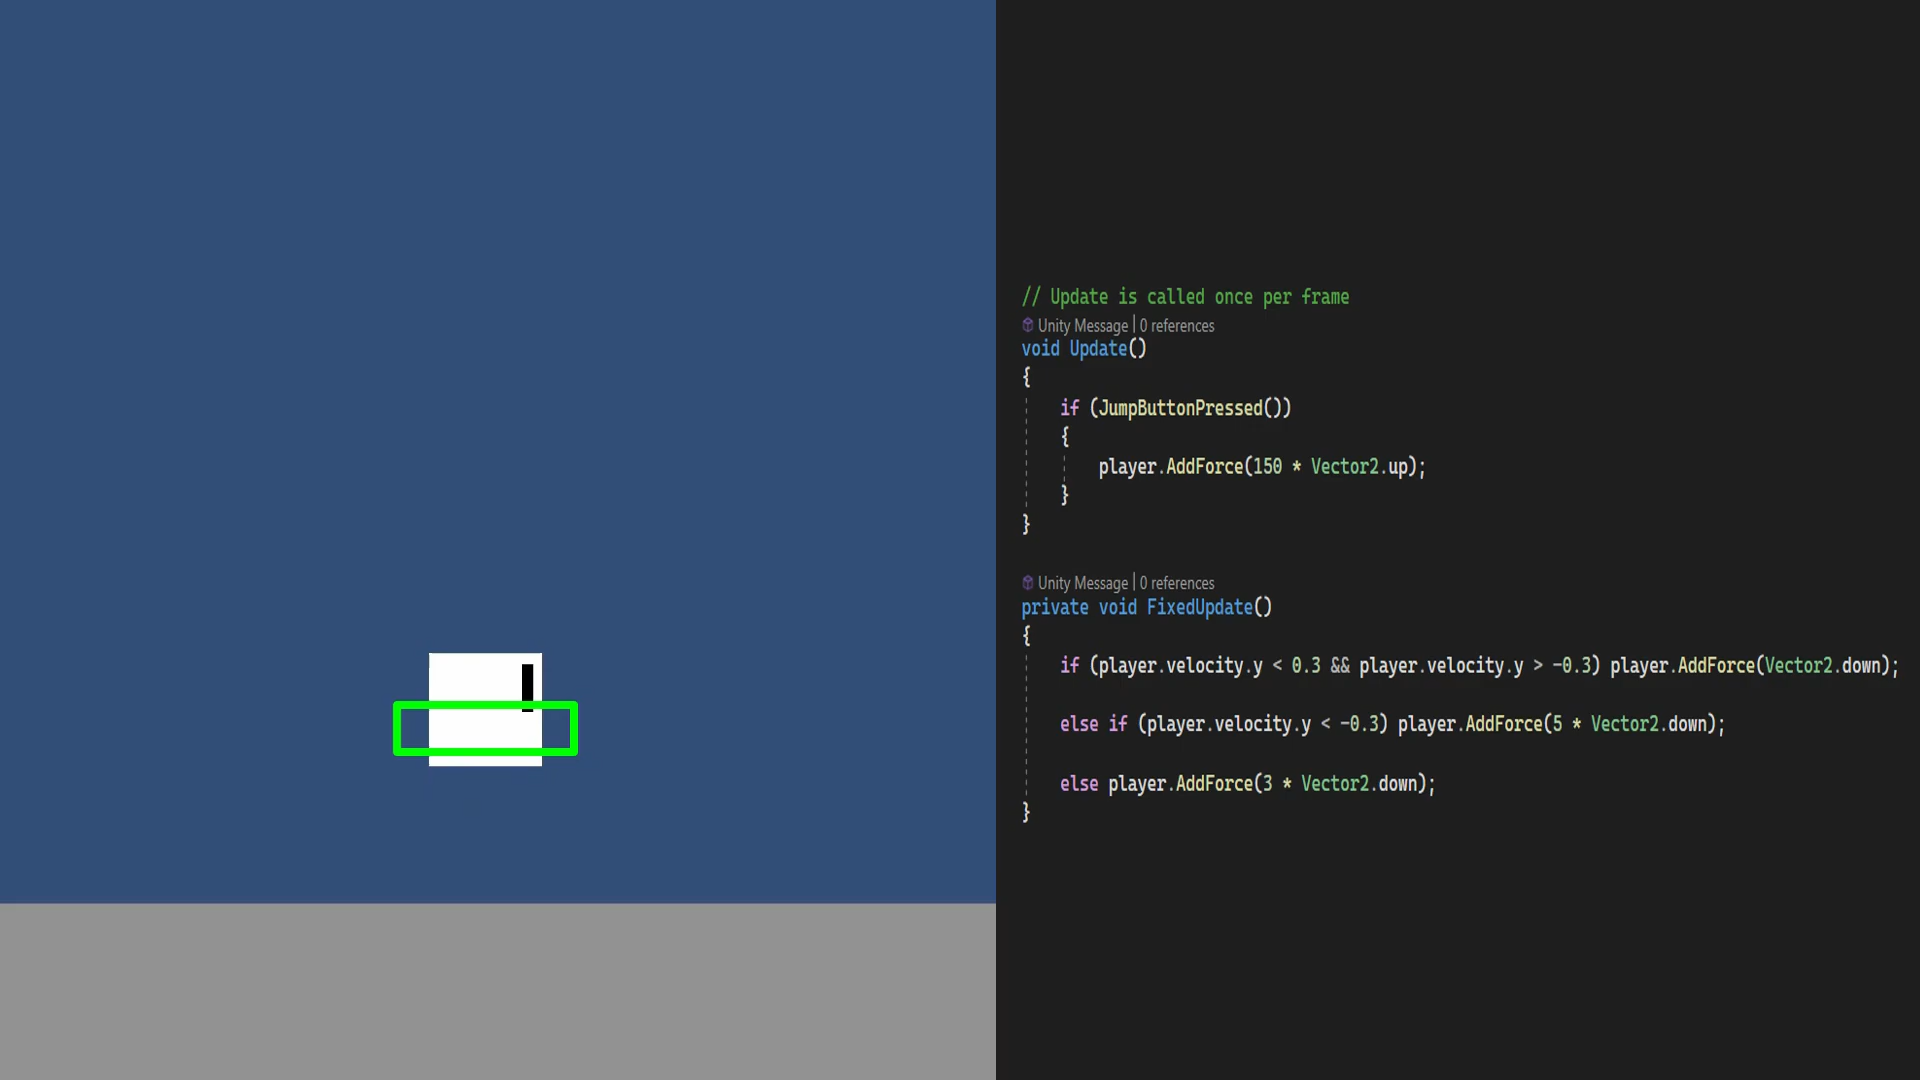 // Update is called once per frame
Unity Message | 0 references
void Update()
{
if (JumpButtonPressed())
{
player.AddForce(150 * Vector2.up);
}
}
Unity Message | 0 references
private void FixedUpdate()
{
if (player.velocity.y < 0.3 && player.velocity.y > -0.3) player.AddForce(Vector2.down);
else if (player.velocity.y < -0.3) player.AddForce(5 * Vector2.down);
else player.AddForce(3 * Vector2.down);
}